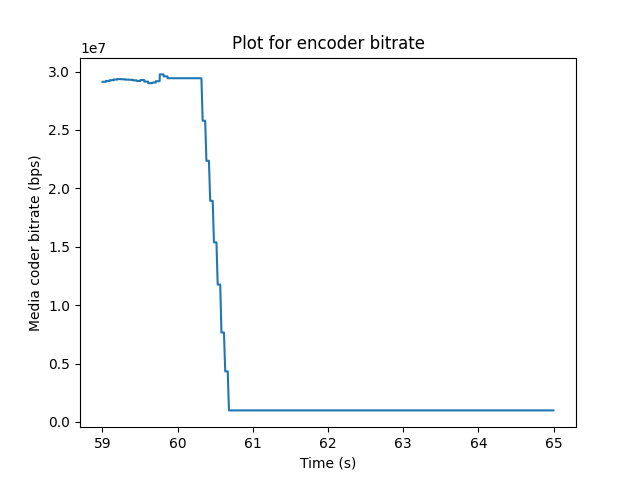 Plot for encoder bitrate
1e7
3.0
2.5
2.0
1.5
1.0
0.5
0.0
Media coder bitrate (bps)
59 60 61 62 63 64 65
Time (s)